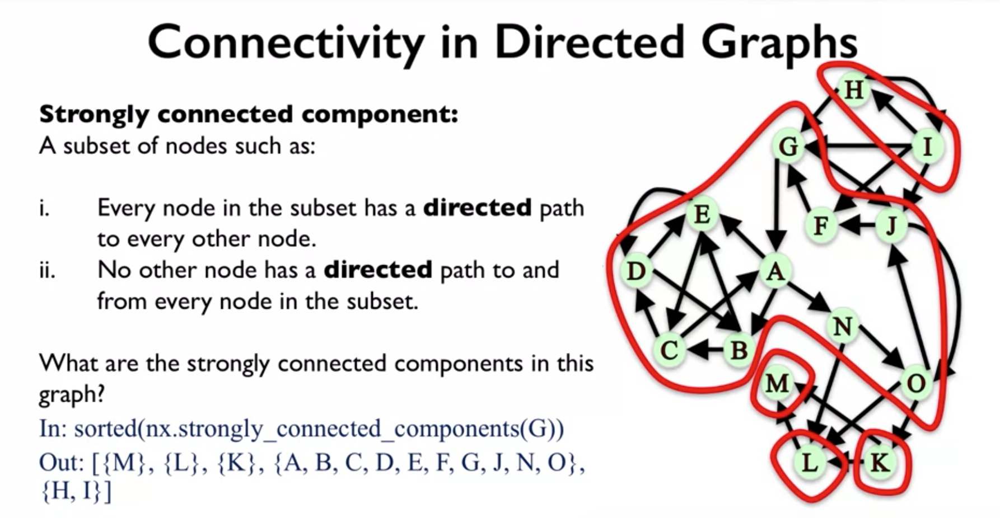 Connectivity in Directed Graphs
Strongly connected component:
A subset of nodes such as:
i. Every node in the subset has a directed path
to every other node.
ii. No other node has a directed path to and
from every node in the subset.
What are the strongly connected components in this
graph?
In: sorted(nx.strongly_connected_components(G))
Out: [{M}, {L}, {K}, {A, B, C, D, E, F, G, J, N, O},
{H, I}]
H
G I
E F J
D A
N
C B
M O
L K